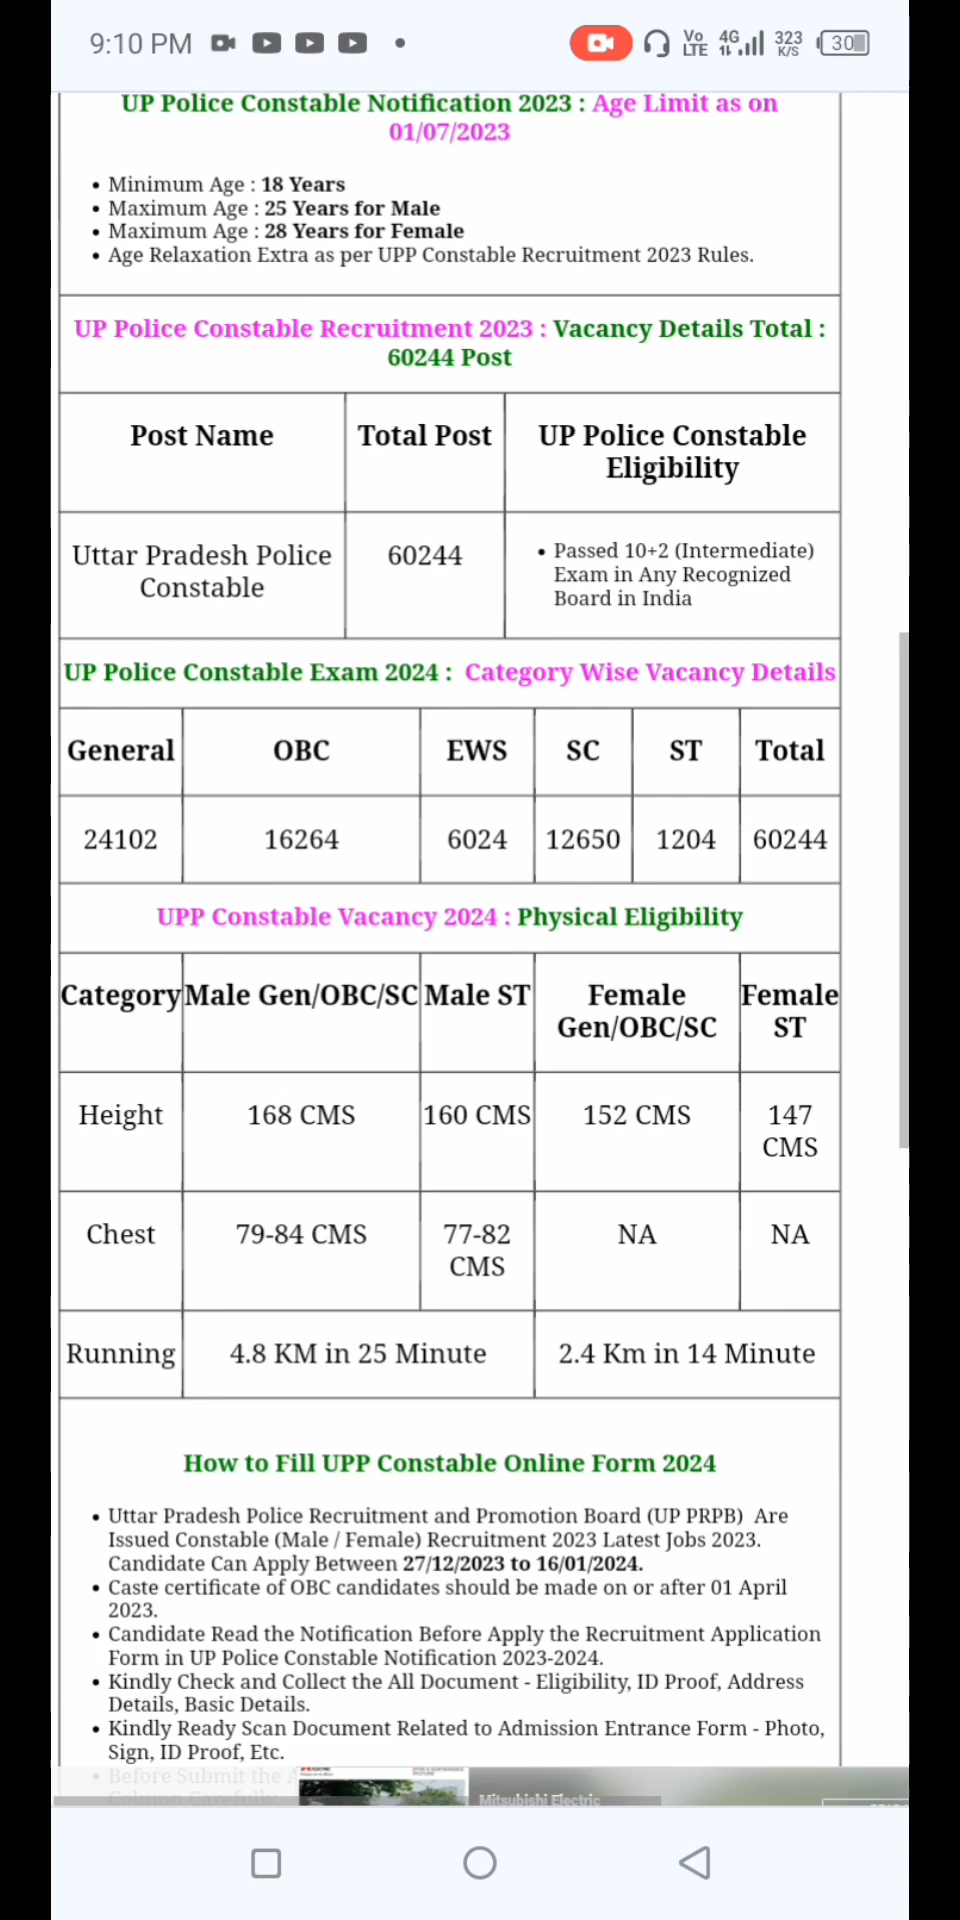 9:10 PM
Vo LTE 4G 323 K/S 30
UP Police Constable Notification 2023 : Age Limit as on
01/07/2023
• Minimum Age : 18 Years
• Maximum Age : 25 Years for Male
• Maximum Age : 28 Years for Female
• Age Relaxation Extra as per UPP Constable Recruitment 2023 Rules.
UP Police Constable Recruitment 2023 : Vacancy Details Total :
60244 Post
Post Name Total Post UP Police Constable
Eligibility
Uttar Pradesh Police
Constable
60244
• Passed 10+2 (Intermediate)
Exam in Any Recognized
Board in India
UP Police Constable Exam 2024 : Category Wise Vacancy Details
General OBC EWS SC ST Total
24102 16264 6024 12650 1204 60244
UPP Constable Vacancy 2024 : Physical Eligibility
Category Male Gen/OBC/SC Male ST Female
Gen/OBC/SC
Female
ST
Height 168 CMS 160 CMS 152 CMS 147
CMS
Chest 79-84 CMS 77-82
CMS
NA NA
Running 4.8 KM in 25 Minute 2.4 Km in 14 Minute
How to Fill UPP Constable Online Form 2024
• Uttar Pradesh Police Recruitment and Promotion Board (UP PRPB) Are
Issued Constable (Male / Female) Recruitment 2023 Latest Jobs 2023.
Candidate Can Apply Between 27/12/2023 to 16/01/2024.
• Caste certificate of OBC candidates should be made on or after 01 April
2023.
• Candidate Read the Notification Before Apply the Recruitment Application
Form in UP Police Constable Notification 2023-2024.
• Kindly Check and Collect the All Document - Eligibility, ID Proof, Address
Details, Basic Details.
• Kindly Ready Scan Document Related to Admission Entrance Form - Photo,
Sign, ID Proof, Etc.
• Before Submit the
Column Carefully
Mitsubishi Electric